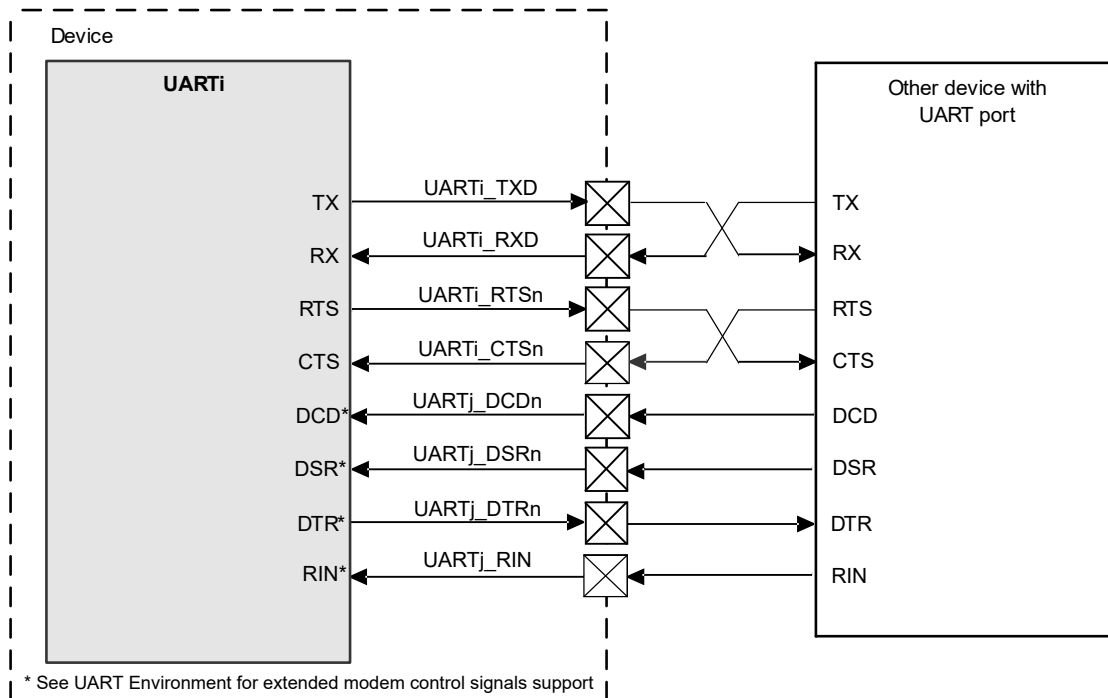 Device
UARTi
Other device with
UART port
TX
UARTi_TXD
TX
RX
UARTi_RXD
RX
RTS
UARTi_RTSn
RTS
CTS
UARTi_CTSn
CTS
DCD*
UARTj_DCDn
DCD
DSR*
UARTj_DSRn
DSR
DTR*
UARTj_DTRn
DTR
RIN*
UARTj_RIN
RIN
* See UART Environment for extended modem control signals support